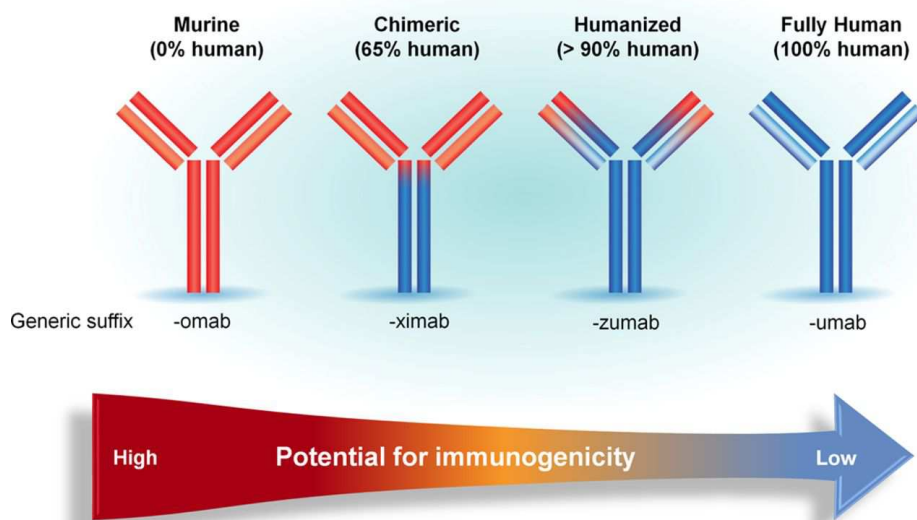 Murine
(0% human)
Chimeric
(65% human)
Humanized
(> 90% human)
Fully Human
(100% human)
Generic suffix
-omab
-ximab
-zumab
-umab
High
Potential for immunogenicity
Low